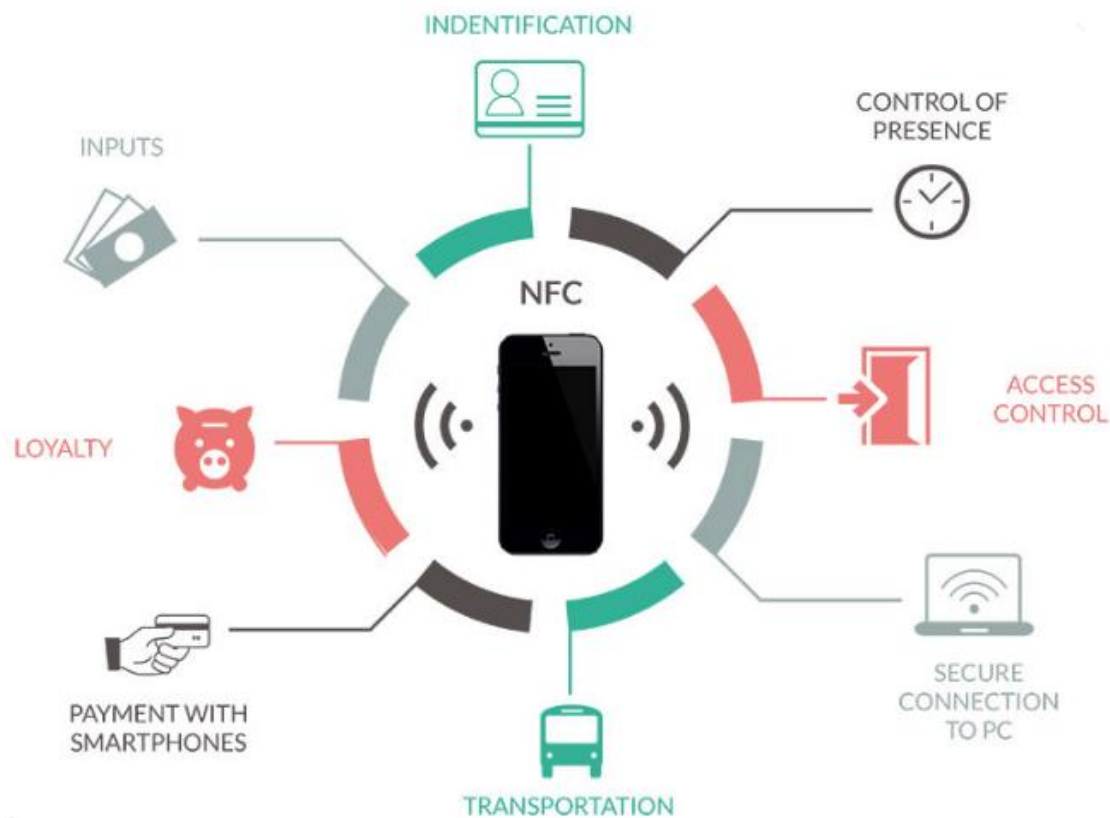 INDENTIFICATION
CONTROL OF
PRESENCE
INPUTS
NFC
ACCESS
CONTROL
LOYALTY
SECURE
CONNECTION
TO PC
PAYMENT WITH
SMARTPHONES
TRANSPORTATION